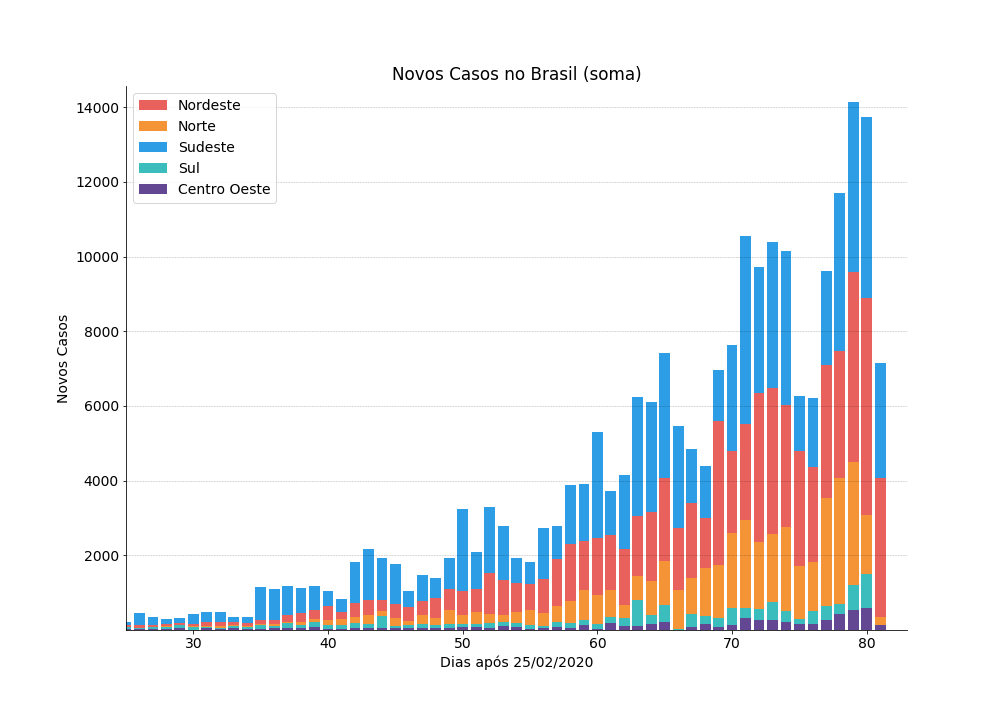 Novos Casos no Brasil (soma)
Nordeste
Norte
Sudeste
Sul
Centro Oeste
14000
12000
10000
8000
6000
4000
2000
Novos Casos
30 40 50 60 70 80
Dias após 25/02/2020